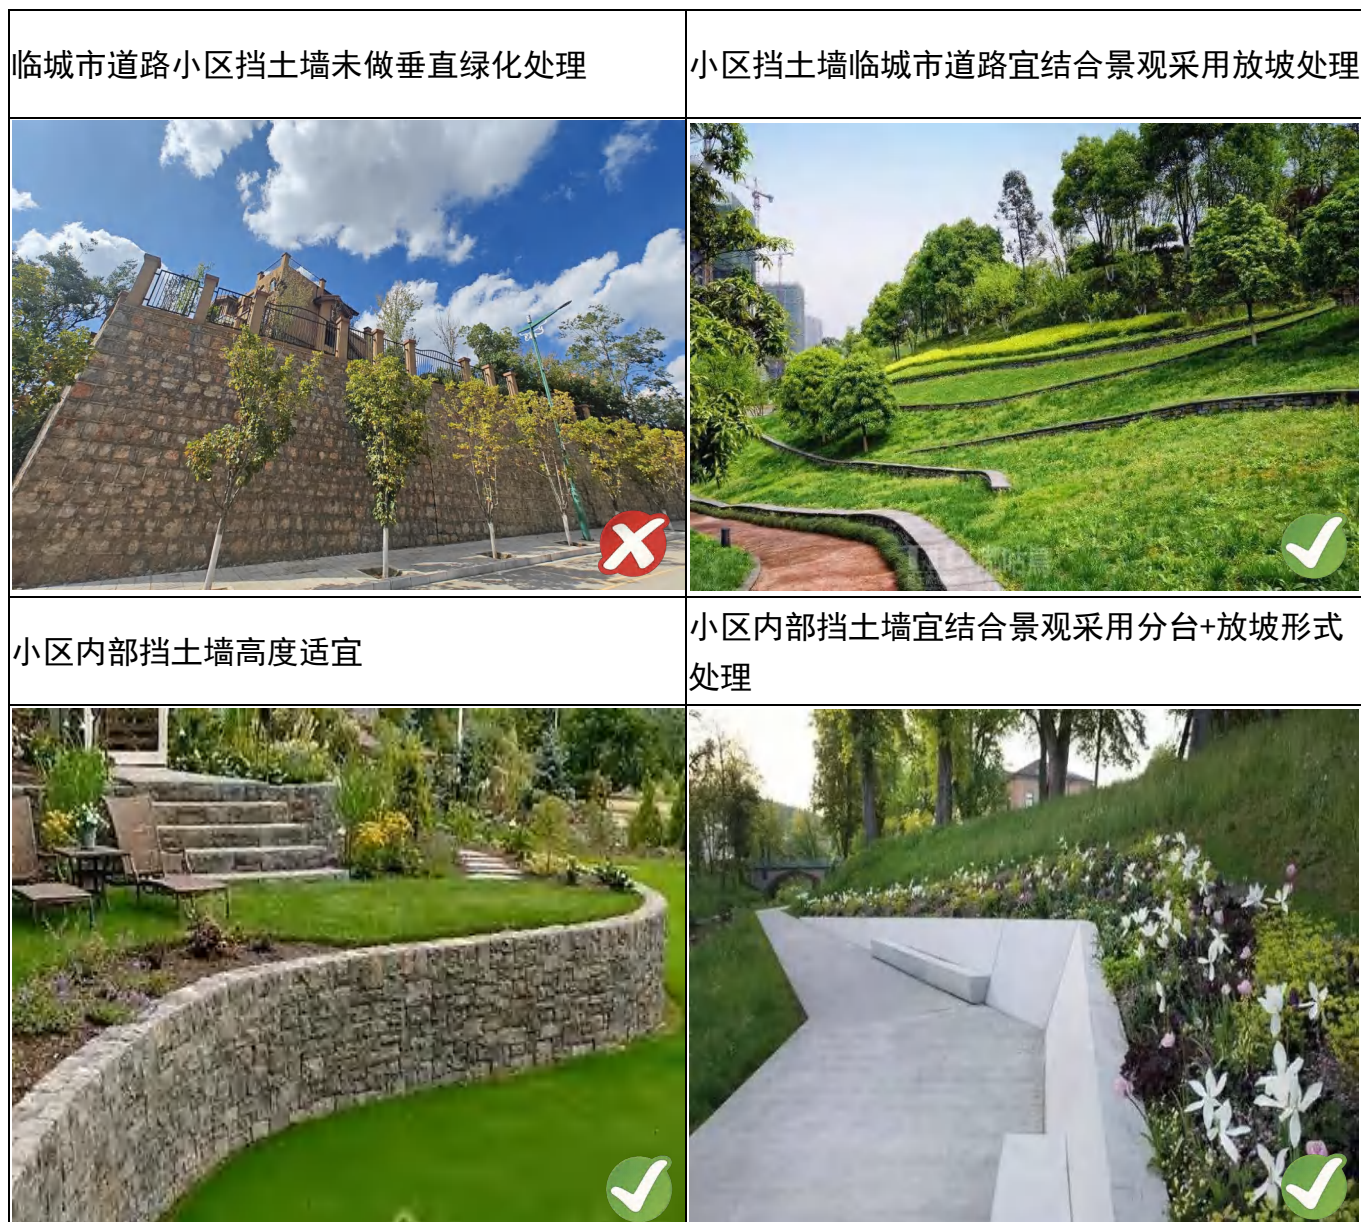 临城市道路小区挡土墙未做垂直绿化处理
小区挡土墙临城市道路宜结合景观采用放坡处理
小区内部挡土墙高度适宜
小区内部挡土墙宜结合景观采用分台+放坡形式
处理